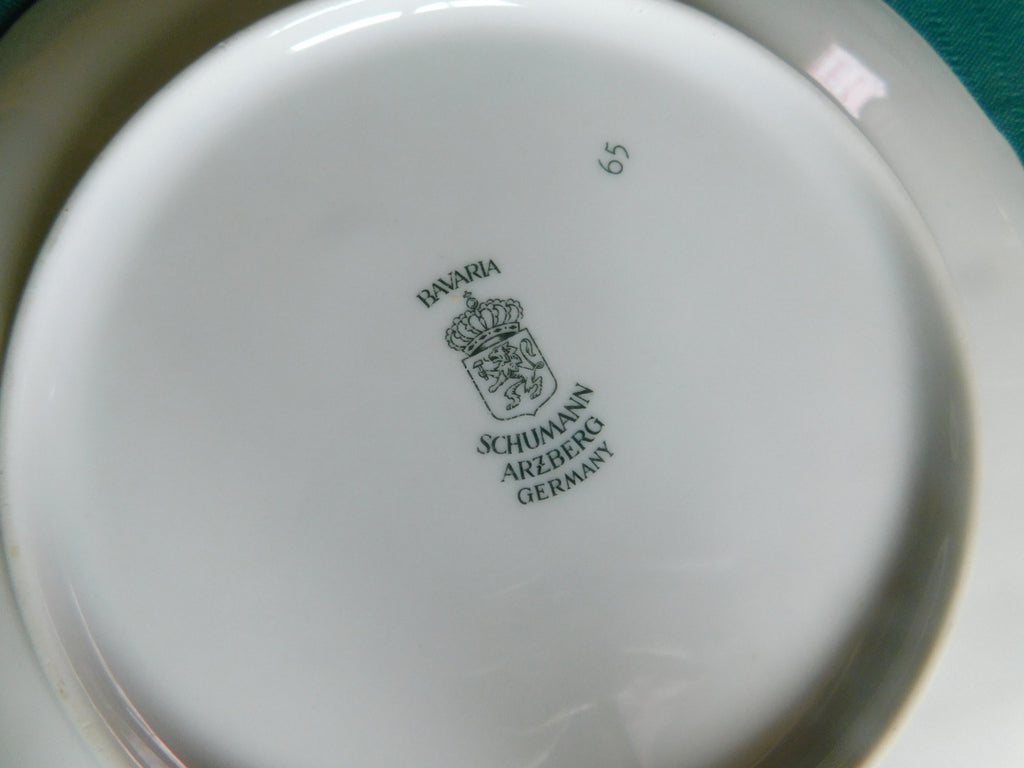 65
BAVARIA
SCHUMANN
ARZBERG
GERMANY